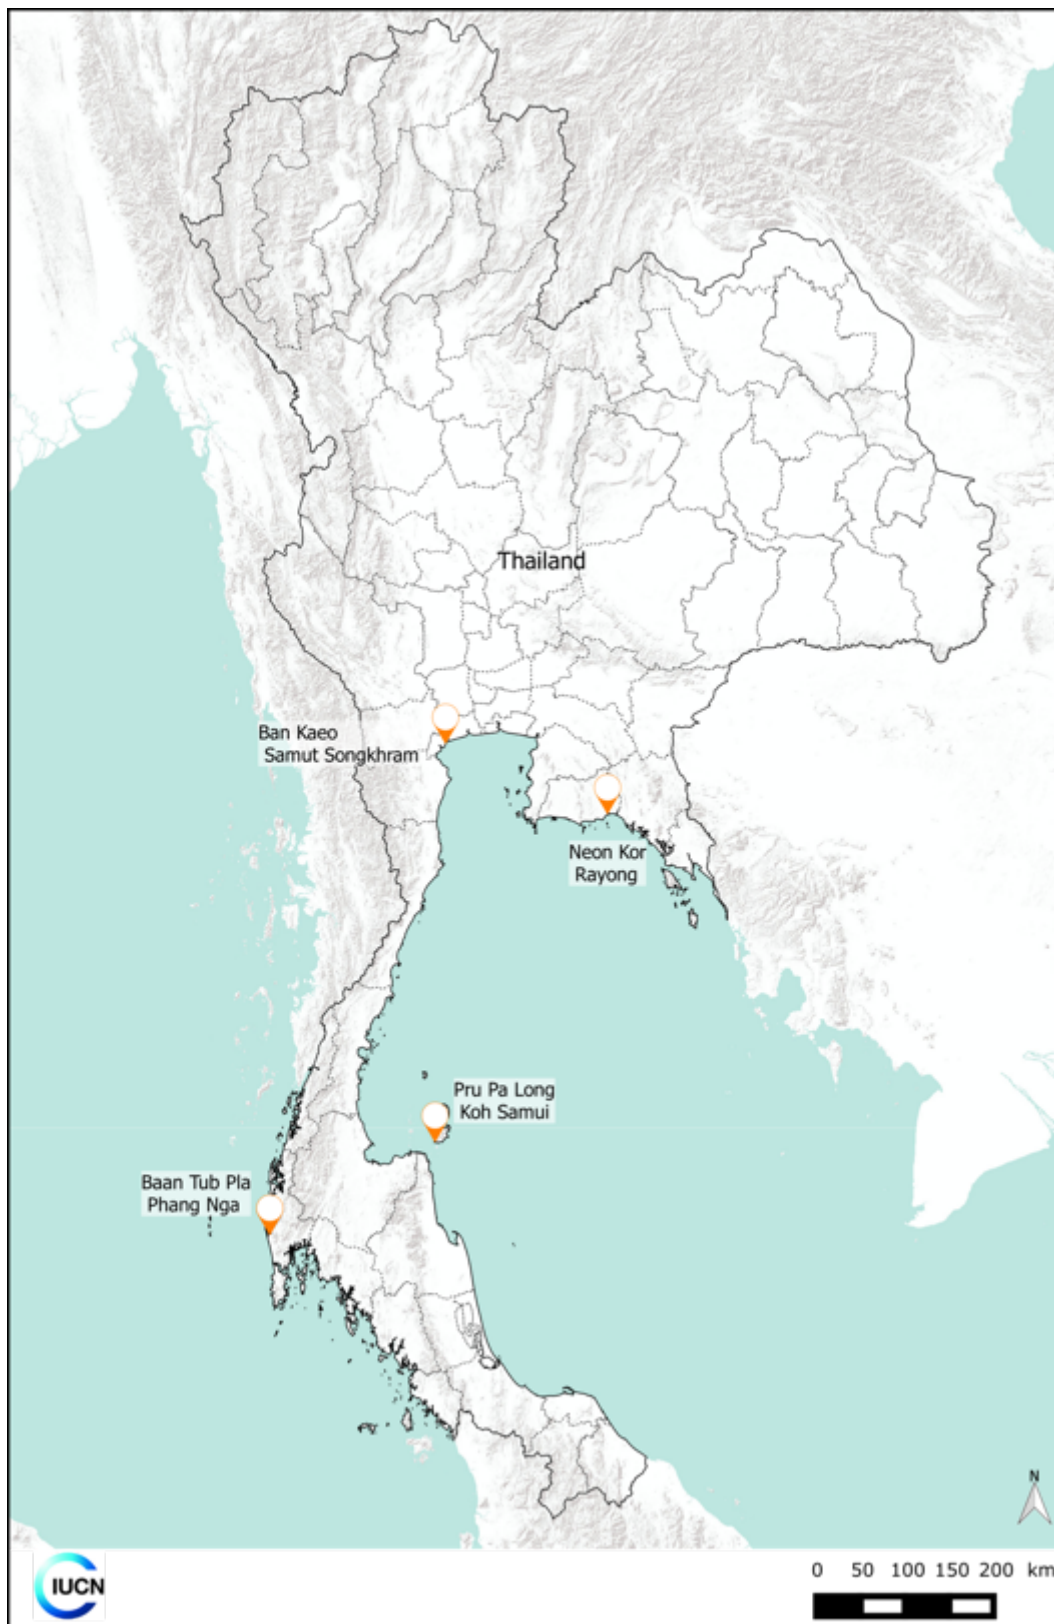 Thailand
Ban Kaeo
Samut Songkhram
Neon Kor
Rayong
Pru Pa Long
Koh Samui
Baan Tub Pla
Phang Nga
N
IUCN
0 50 100 150 200 km